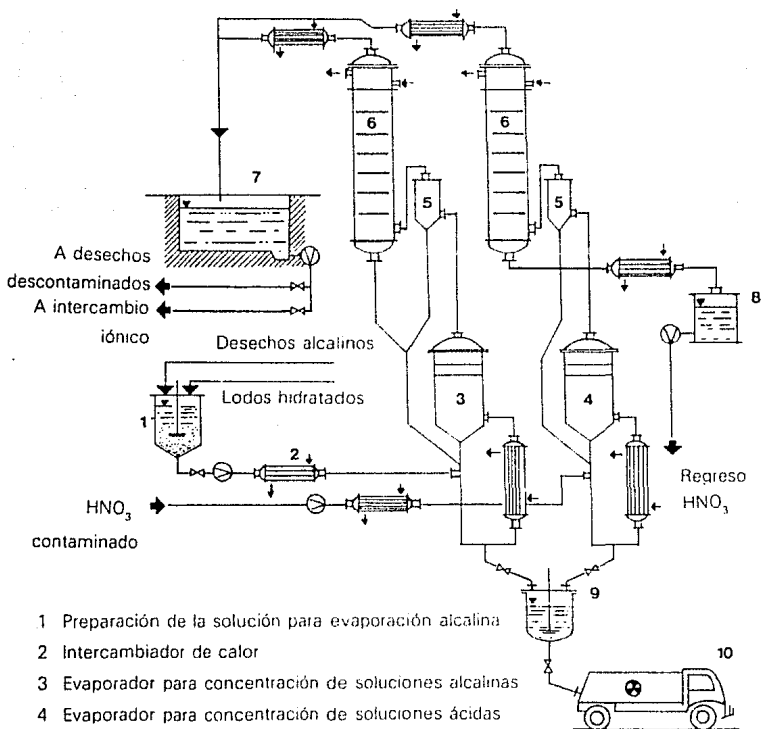 6
6
5
5
7
A desechos
descontaminados
A intercambio
iónico
8
Desechos alcalinos
Lodos hidratados
1
3
4
2
Regreso
HNO3
HNO3
contaminado
9
10
1 Preparación de la solución para evaporación alcalina
2 Intercambiador de calor
3 Evaporador para concentración de soluciones alcalinas
4 Evaporador para concentración de soluciones ácidas